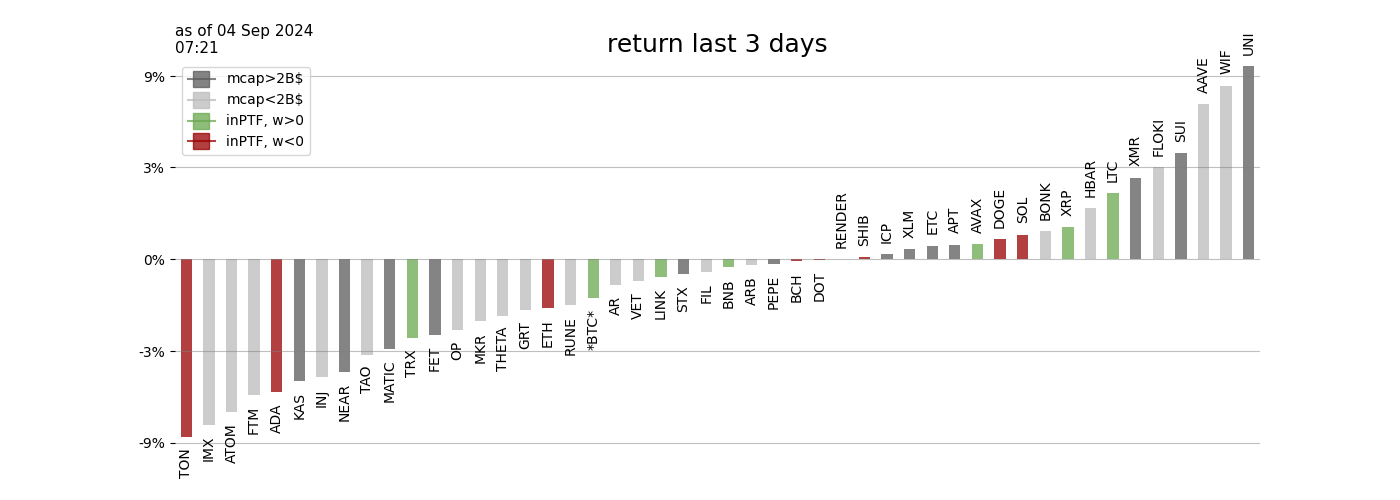 as of 04 Sep 2024
07:21
return last 3 days
mcap>2B$
mcap<2B$
inPTF, w>0
inPTF, w<0
9%
3%
0%
-3%
-9%
TON
IMX
ATOM
FTM
ADA
KAS
INJ
NEAR
TAO
MATIC
TRX
FET
OP
MKR
THETA
GRT
ETH
RUNE
*BTC*
AR
VET
LINK
STX
FIL
BNB
ARB
PEPE
BCH
DOT
RENDER
SHIB
ICP
XLM
ETC
APT
AVAX
DOGE
SOL
BONK
XRP
HBAR
LTC
XMR
FLOKI
SUI
AAVE
WIF
UNI